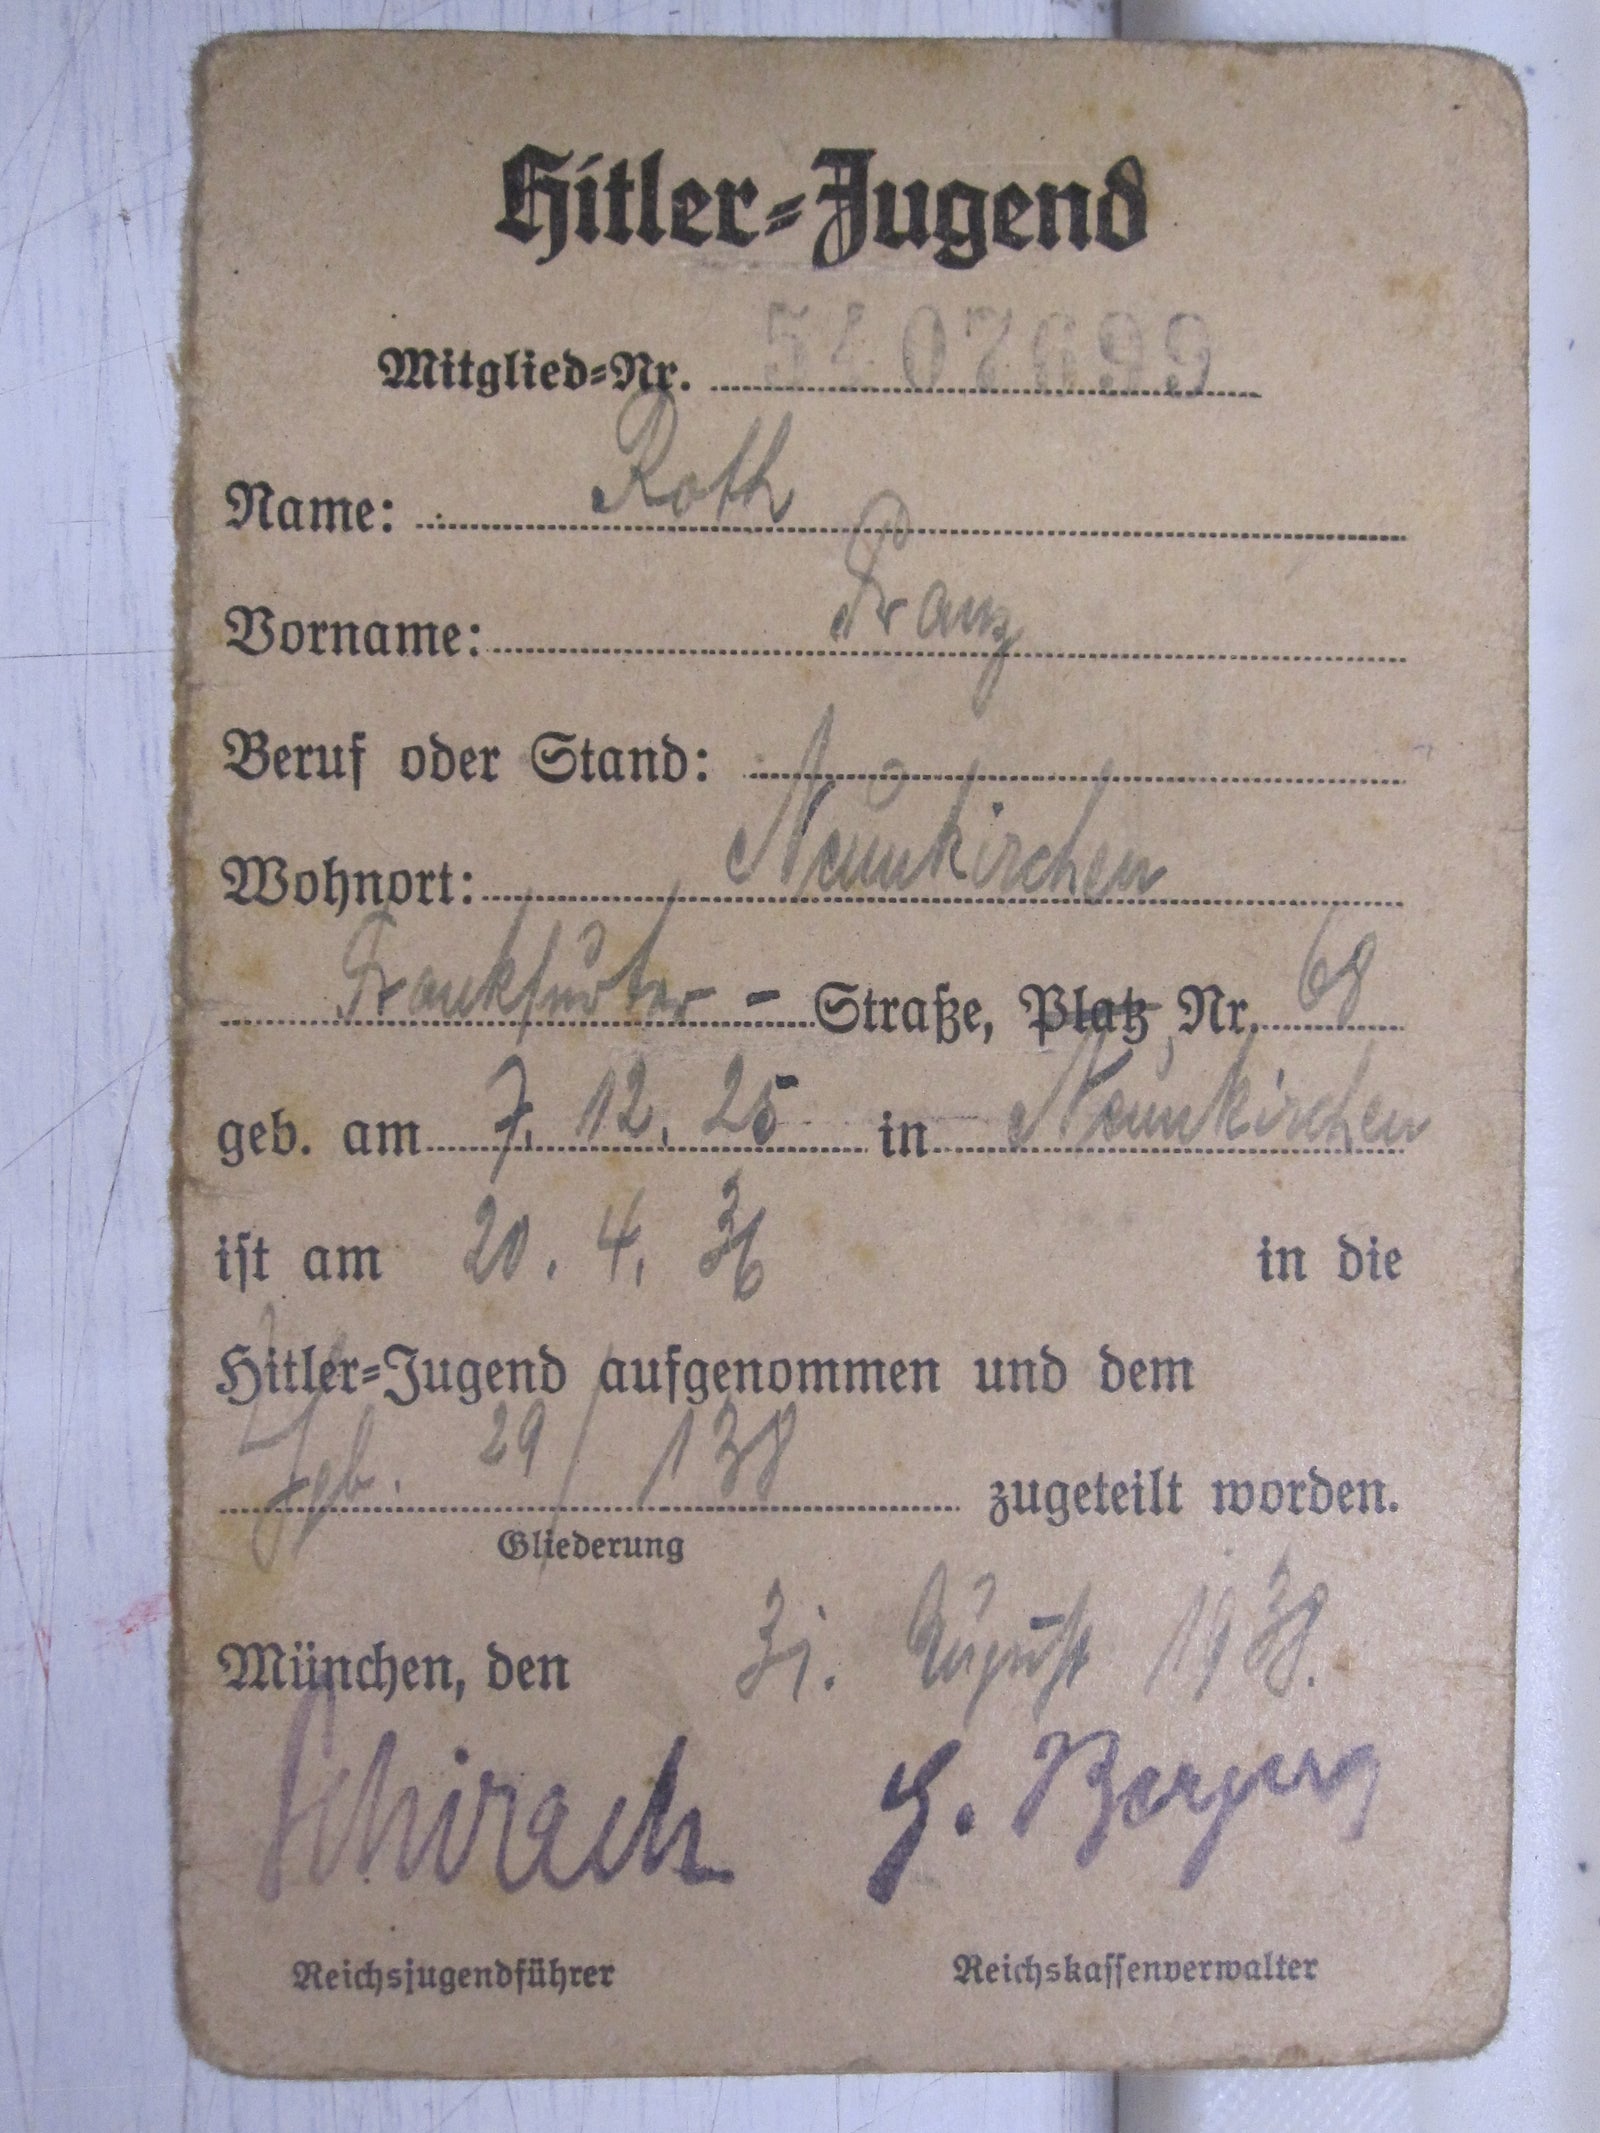 Hitler-Jugend
Mitglied-Nr. 5407699
Name: Roth
Vorname: Franz
Beruf oder Stand:
Wohnort: Neunkirchen
Frankfurter - Straße, Platz, Nr. 68
geb. am 7. 12. 25 in Neunkirchen
ist am 20. 4. 36 in die
Hitler-Jugend aufgenommen und dem
29/138 zugeteilt worden.
Gliederung
München, den 31. August 1938.
Schirach
Reichsjugendführer Reichskassenverwalter